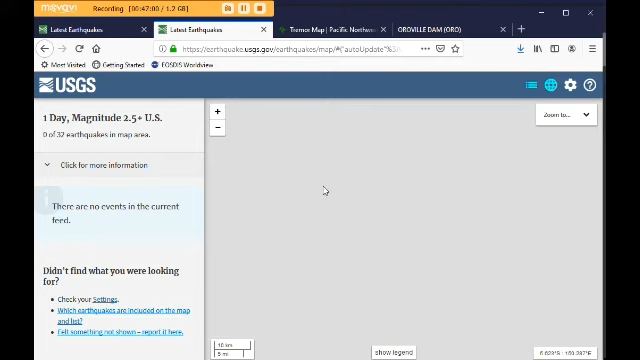 movavi Recording (00:47:00 / 1.2 GB)
Latest Earthquakes
Latest Earthquakes
Tremor Map | Pacific Northwe
OROVILLE DAM (ORO)
https://earthquake.usgs.gov/earthquakes/map/#{"autoUpdate"%
Most Visited
Getting Started
EOSDIS Worldview
USGS
1 Day, Magnitude 2.5+ U.S.
0 of 32 earthquakes in map area.
Click for more information
There are no events in the current
feed.
Didn't find what you were looking
for?
Check your Settings.
Which earthquakes are included on the map
and list?
Felt something not shown – report it here.
+
−
Zoom to...
10 km
5 mi
show legend